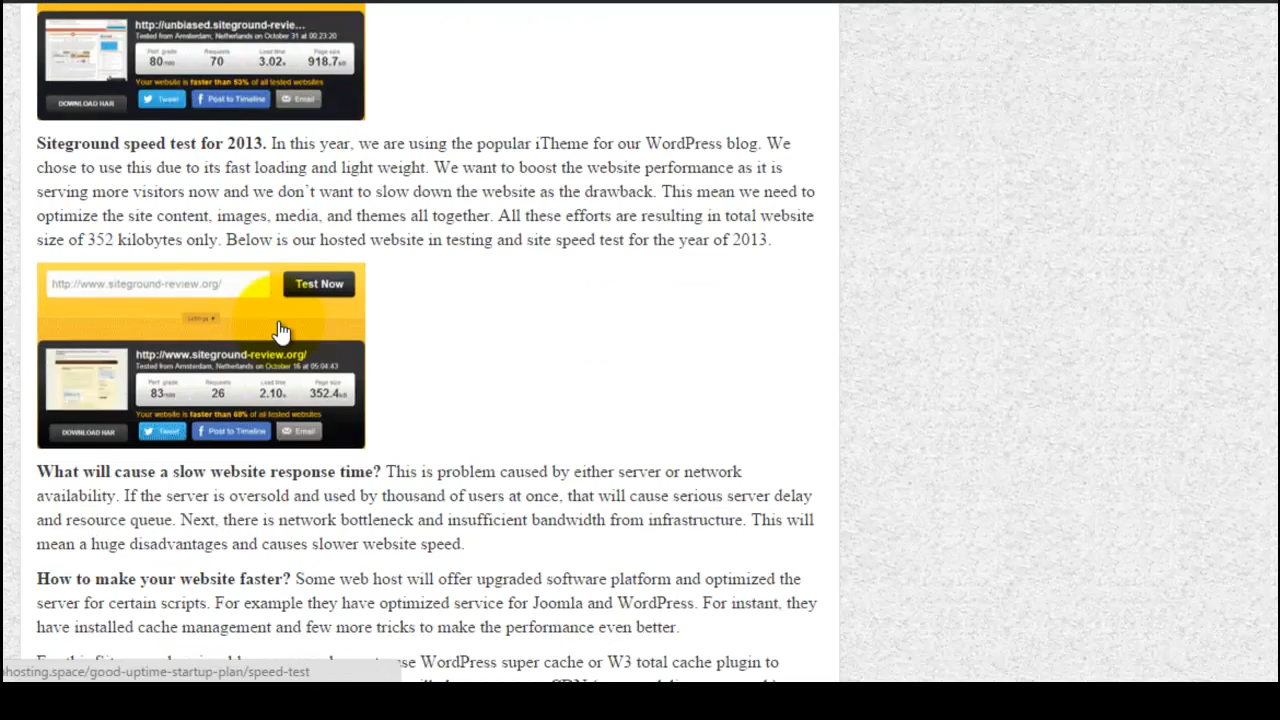 http://unbiased.siteground-revie...
Tested from Amsterdam, Netherlands on October 31 at 00:23:20
Perf. grade Requests Load time Page size
80/100 70 3.02s 918.7kB
Your website is faster than 53% of all tested websites
DOWNLOAD HAR Tweet Post to Timeline Email
Siteground speed test for 2013. In this year, we are using the popular iTheme for our WordPress blog. We
chose to use this due to its fast loading and light weight. We want to boost the website performance as it is
serving more visitors now and we don`t want to slow down the website as the drawback. This mean we need to
optimize the site content, images, media, and themes all together. All these efforts are resulting in total website
size of 352 kilobytes only. Below is our hosted website in testing and site speed test for the year of 2013.
http://www.siteground-review.org/ Test Now
Settings ▾
http://www.siteground-review.org/
Tested from Amsterdam, Netherlands on October 16 at 05:04:43
Perf. grade Requests Load time Page size
83/100 26 2.10s 352.4kB
Your website is faster than 68% of all tested websites
DOWNLOAD HAR Tweet Post to Timeline Email
What will cause a slow website response time? This is problem caused by either server or network
availability. If the server is oversold and used by thousand of users at once, that will cause serious server delay
and resource queue. Next, there is network bottleneck and insufficient bandwidth from infrastructure. This will
mean a huge disadvantages and causes slower website speed.
How to make your website faster? Some web host will offer upgraded software platform and optimized the
server for certain scripts. For example they have optimized service for Joomla and WordPress. For instant, they
have installed cache management and few more tricks to make the performance even better.
use WordPress super cache or W3 total cache plugin to
hosting.space/good-uptime-startup-plan/speed-test